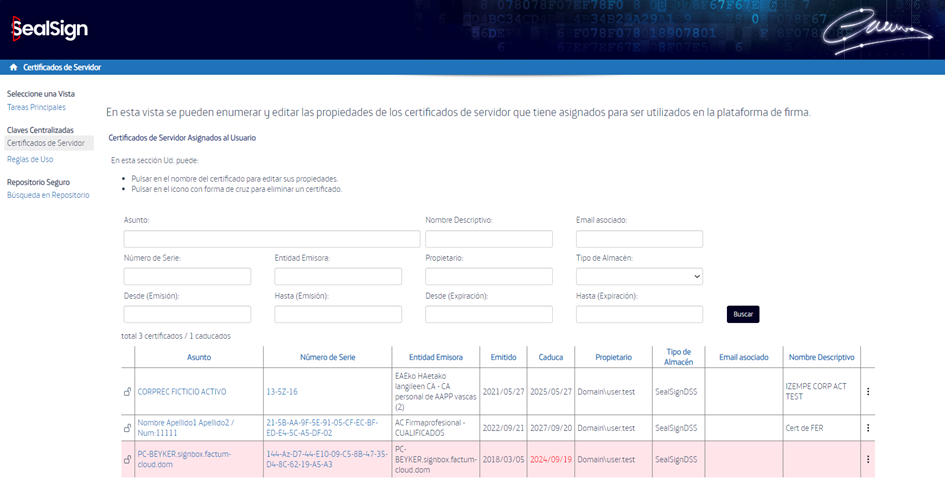 SealSign
Certificados de Servidor
Seleccione una Vista
Tareas Principales
Claves Centralizadas
Certificados de Servidor
Reglas de Uso
Repositorio Seguro
Búsqueda en Repositorio
En esta vista se pueden enumerar y editar las propiedades de los certificados de servidor que tiene asignados para ser utilizados en la plataforma de firma.
Certificados de Servidor Asignados al Usuario
En esta sección Ud. puede:
Pulsar en el nombre del certificado para editar sus propiedades.
Pulsar en el icono con forma de cruz para eliminar un certificado.
Asunto: Nombre Descriptivo: Email asociado:
Número de Serie: Entidad Emisora: Propietario: Tipo de Almacén:
Desde (Emisión): Hasta (Emisión): Desde (Expiración): Hasta (Expiración):
Buscar
total 3 certificados / 1 caducados
Asunto Número de Serie Entidad Emisora Emitido Caduca Propietario Tipo de Almacén Email asociado Nombre Descriptivo
CORPREC FICTICIO ACTIVO 13-5Z-16 EAEko HAetako langileen CA - CA personal de AAPP vascas (2) 2021/05/27 2025/05/27 Domain\user.test SealSignDSS IZEMPE CORP ACT TEST
Nombre Apellido1 Apellido2 / Num:11111 21-5B-AA-9F-5E-91-05-CF-EC-BF-ED-E4-5C-A5-DF-02 AC Firmaprofesional - CUALIFICADOS 2022/09/21 2027/09/20 Domain\user.test SealSignDSS Cert de FER
PC-BEYKER.signbox.factum-cloud.dom 144-Az-D7-44-E10-09-C5-8B-47-35-D4-8C-62-19-A5-A3 PC-BEYKER.signbox.factum-cloud.dom 2018/03/05 2024/09/19 Domain\user.test SealSignDSS